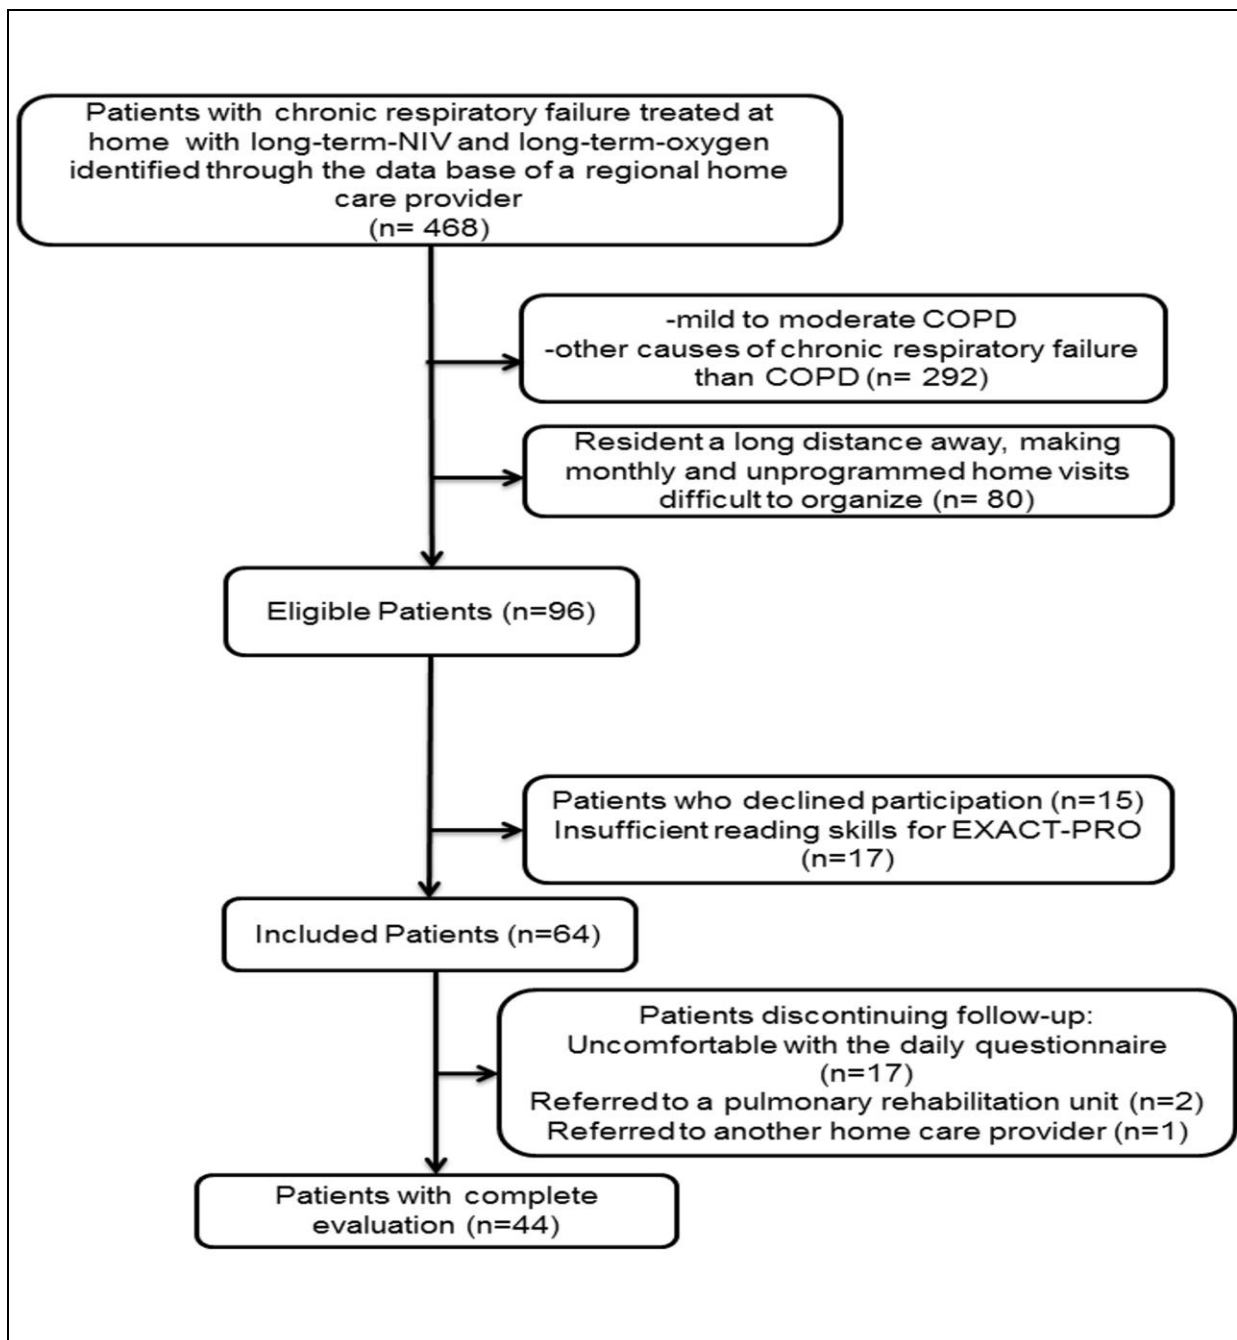 Patients with chronic respiratory failure treated at
home with long-term-NIV and long-term-oxygen
identified through the data base of a regional home
care provider
(n= 468)
-mild to moderate COPD
-other causes of chronic respiratory failure
than COPD (n= 292)
Resident a long distance away, making
monthly and unprogrammed home visits
difficult to organize (n= 80)
Eligible Patients (n=96)
Patients who declined participation (n=15)
Insufficient reading skills for EXACT-PRO
(n=17)
Included Patients (n=64)
Patients discontinuing follow-up:
Uncomfortable with the daily questionnaire
(n=17)
Referred to a pulmonary rehabilitation unit (n=2)
Referred to another home care provider (n=1)
Patients with complete
evaluation (n=44)